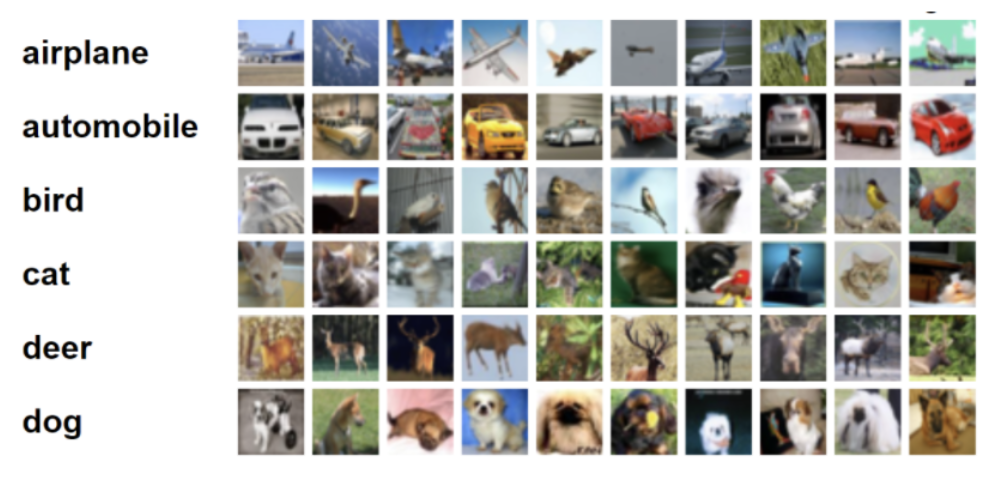 airplane
automobile
bird
cat
deer
dog